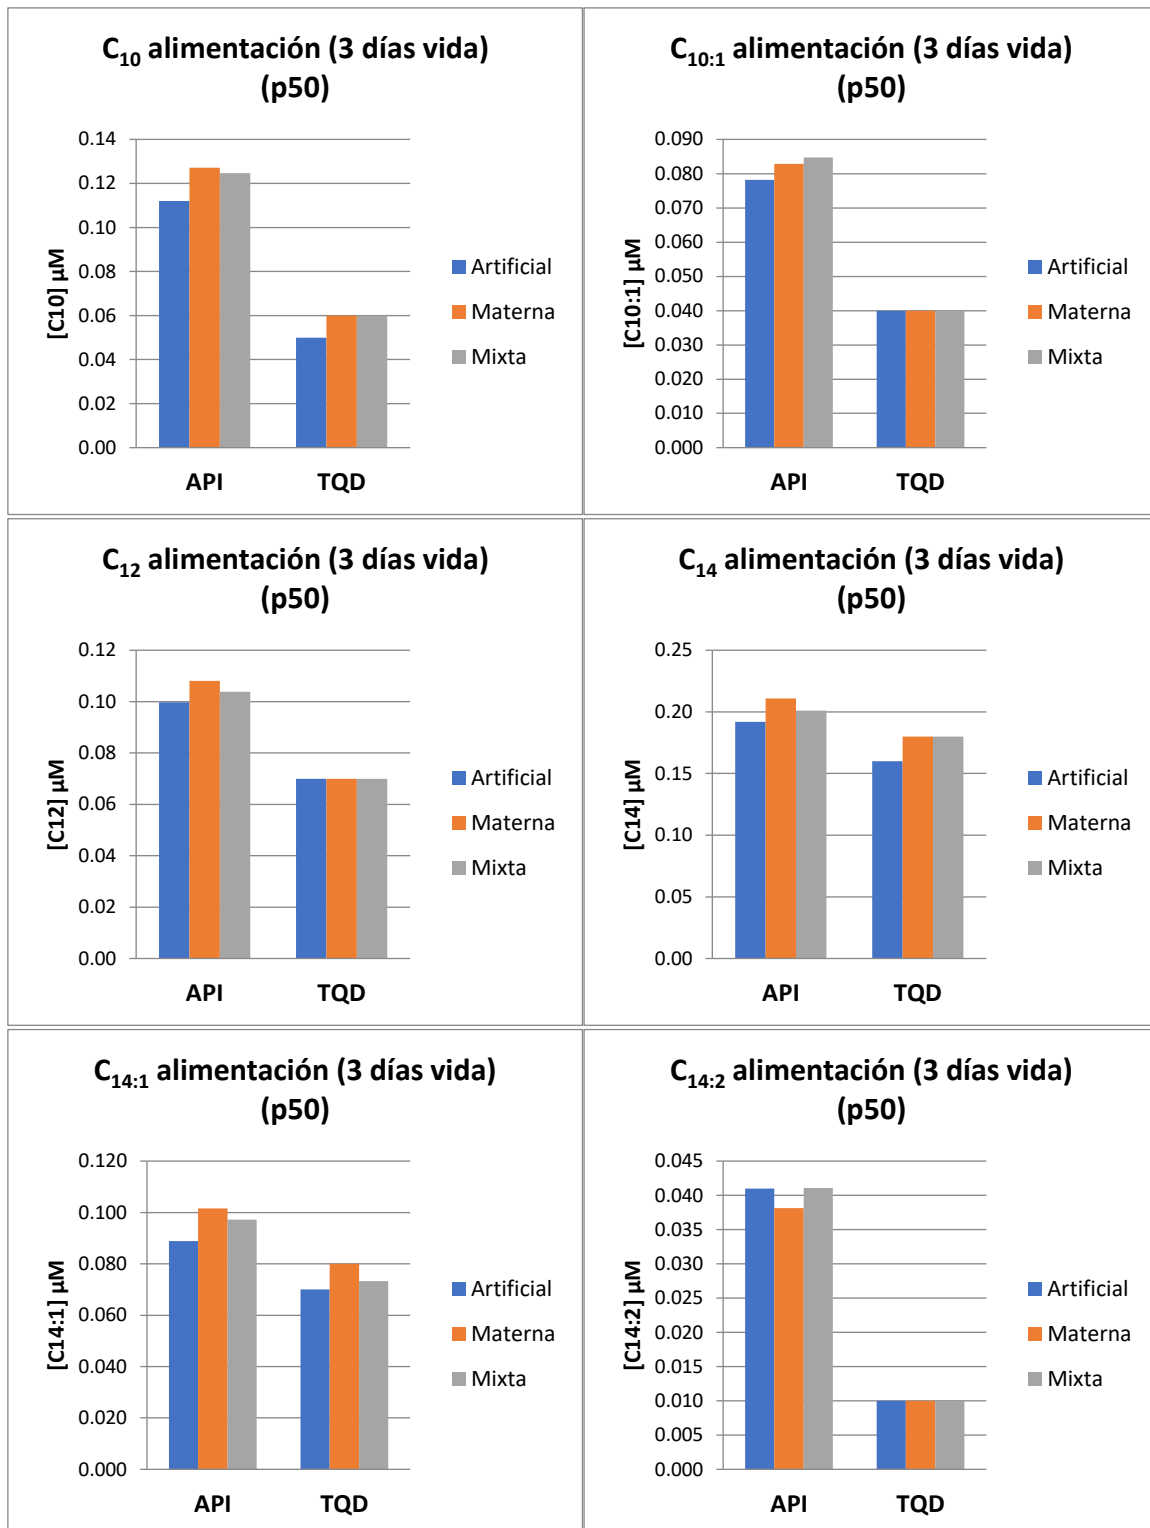 C10 alimentación (3 días vida)
(p50)
0.14
0.12
0.10
0.08
0.06
0.04
0.02
0.00
[C10] µM
API
TQD
Artificial
Materna
Mixta
C10:1 alimentación (3 días vida)
(p50)
0.090
0.080
0.070
0.060
0.050
0.040
0.030
0.020
0.010
0.000
[C10:1] µM
API
TQD
Artificial
Materna
Mixta
C12 alimentación (3 días vida)
(p50)
0.12
0.10
0.08
0.06
0.04
0.02
0.00
[C12] µM
API
TQD
Artificial
Materna
Mixta
C14 alimentación (3 días vida)
(p50)
0.25
0.20
0.15
0.10
0.05
0.00
[C14] µM
API
TQD
Artificial
Materna
Mixta
C14:1 alimentación (3 días vida)
(p50)
0.120
0.100
0.080
0.060
0.040
0.020
0.000
[C14:1] µM
API
TQD
Artificial
Materna
Mixta
C14:2 alimentación (3 días vida)
(p50)
0.045
0.040
0.035
0.030
0.025
0.020
0.015
0.010
0.005
0.000
[C14:2] µM
API
TQD
Artificial
Materna
Mixta